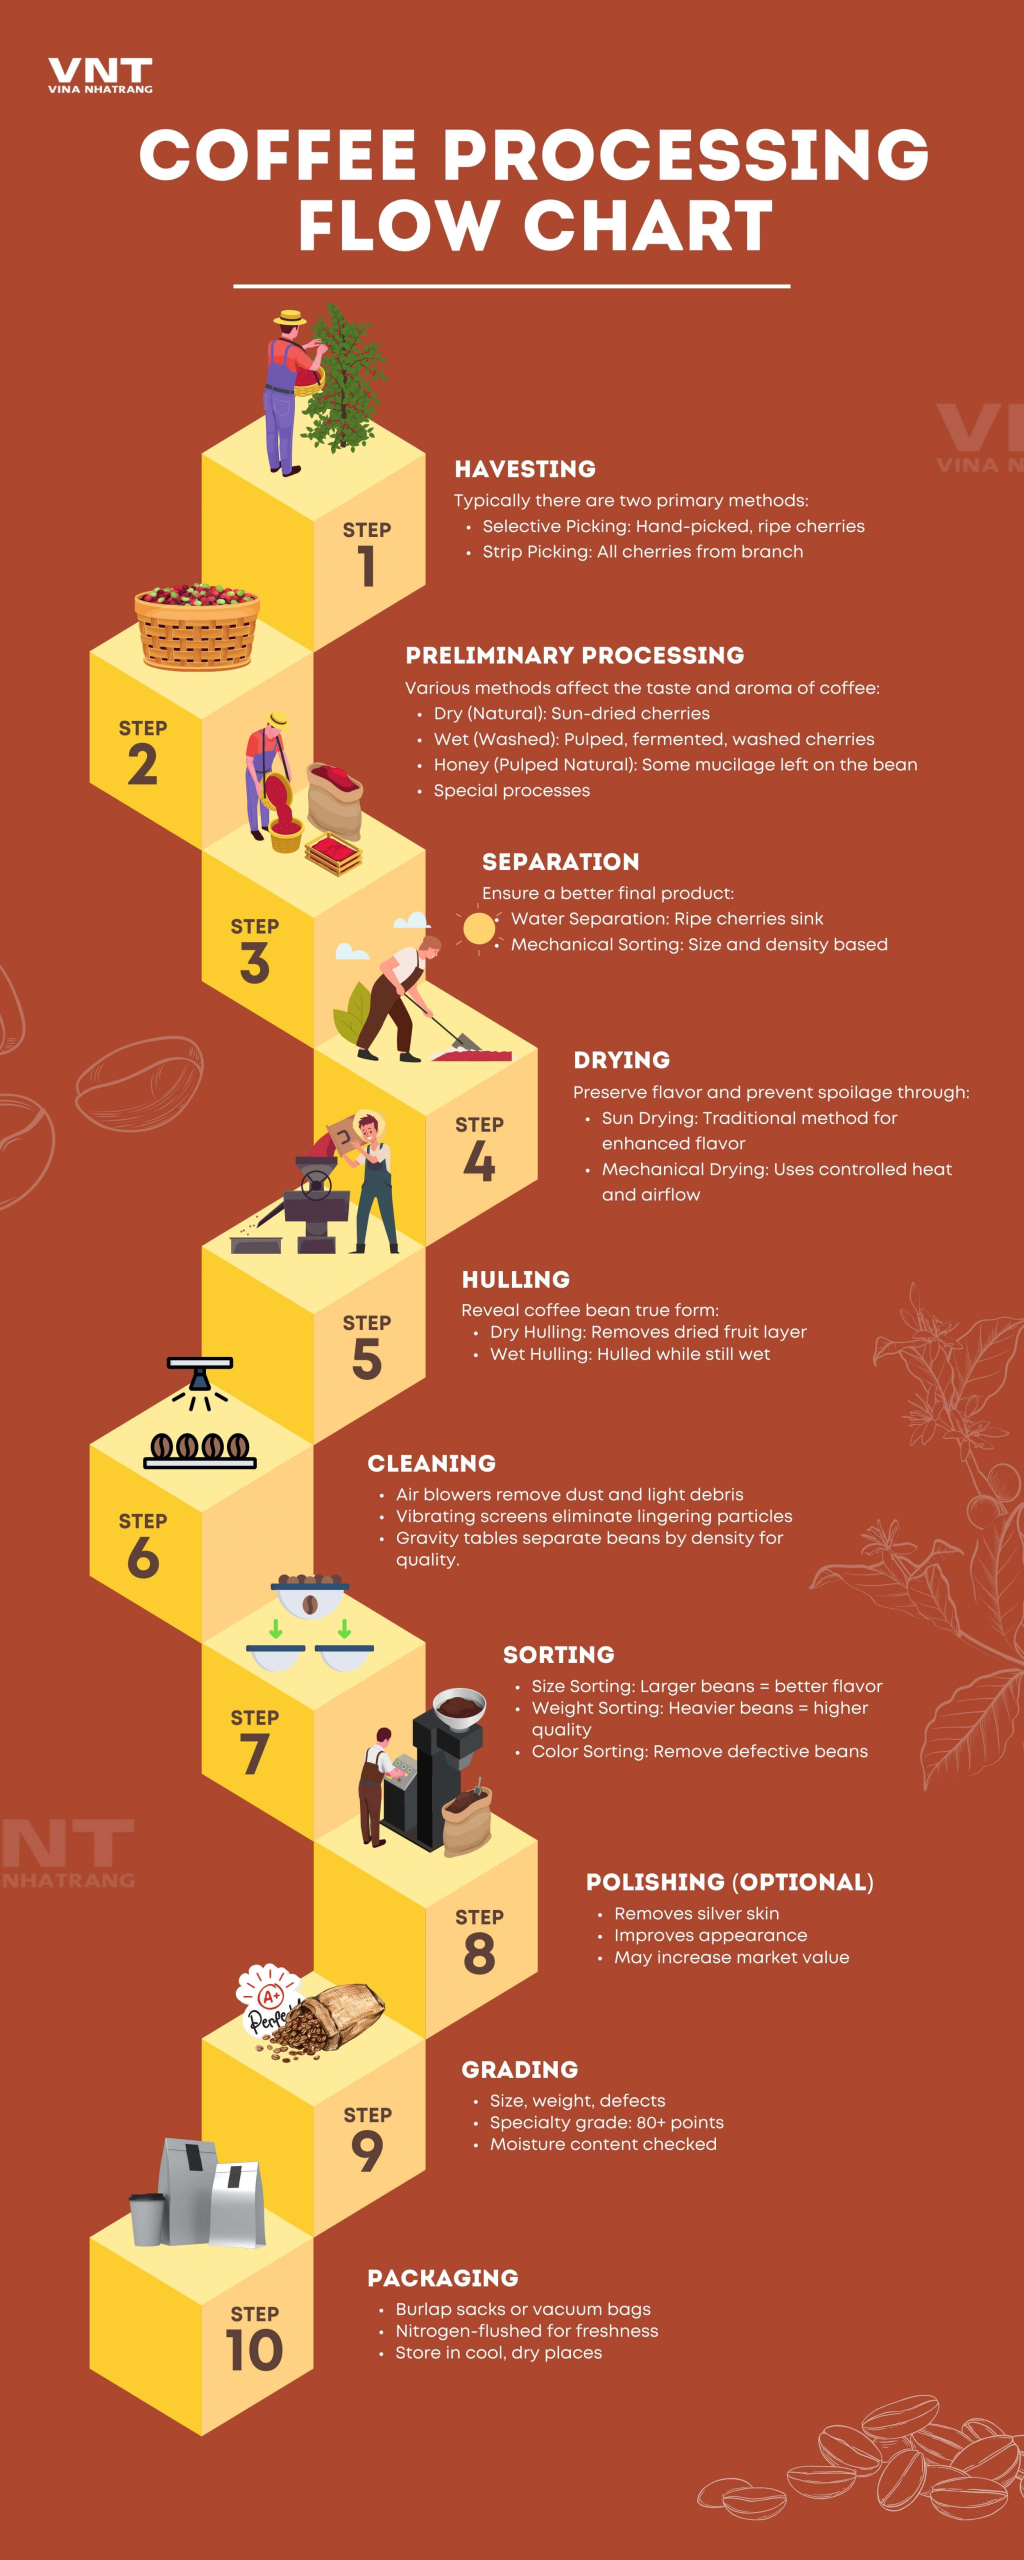 VNT
VINA NHATRANG
COFFEE PROCESSING
FLOW CHART
VI
VINA N
STEP
1
HAVESTING
Typically there are two primary methods:
• Selective Picking: Hand-picked, ripe cherries
• Strip Picking: All cherries from branch
STEP
2
PRELIMINARY PROCESSING
Various methods affect the taste and aroma of coffee:
• Dry (Natural): Sun-dried cherries
• Wet (Washed): Pulped, fermented, washed cherries
• Honey (Pulped Natural): Some mucilage left on the bean
• Special processes
STEP
3
SEPARATION
Ensure a better final product:
• Water Separation: Ripe cherries sink
• Mechanical Sorting: Size and density based
STEP
4
DRYING
Preserve flavor and prevent spoilage through:
• Sun Drying: Traditional method for
enhanced flavor
• Mechanical Drying: Uses controlled heat
and airflow
STEP
5
HULLING
Reveal coffee bean true form:
• Dry Hulling: Removes dried fruit layer
• Wet Hulling: Hulled while still wet
STEP
6
CLEANING
• Air blowers remove dust and light debris
• Vibrating screens eliminate lingering particles
• Gravity tables separate beans by density for
quality.
STEP
7
SORTING
• Size Sorting: Larger beans = better flavor
• Weight Sorting: Heavier beans = higher
quality
• Color Sorting: Remove defective beans
NT
NHATRANG
STEP
8
POLISHING (OPTIONAL)
• Removes silver skin
• Improves appearance
• May increase market value
A+
Perfe
STEP
9
GRADING
• Size, weight, defects
• Specialty grade: 80+ points
• Moisture content checked
STEP
10
PACKAGING
• Burlap sacks or vacuum bags
• Nitrogen-flushed for freshness
• Store in cool, dry places